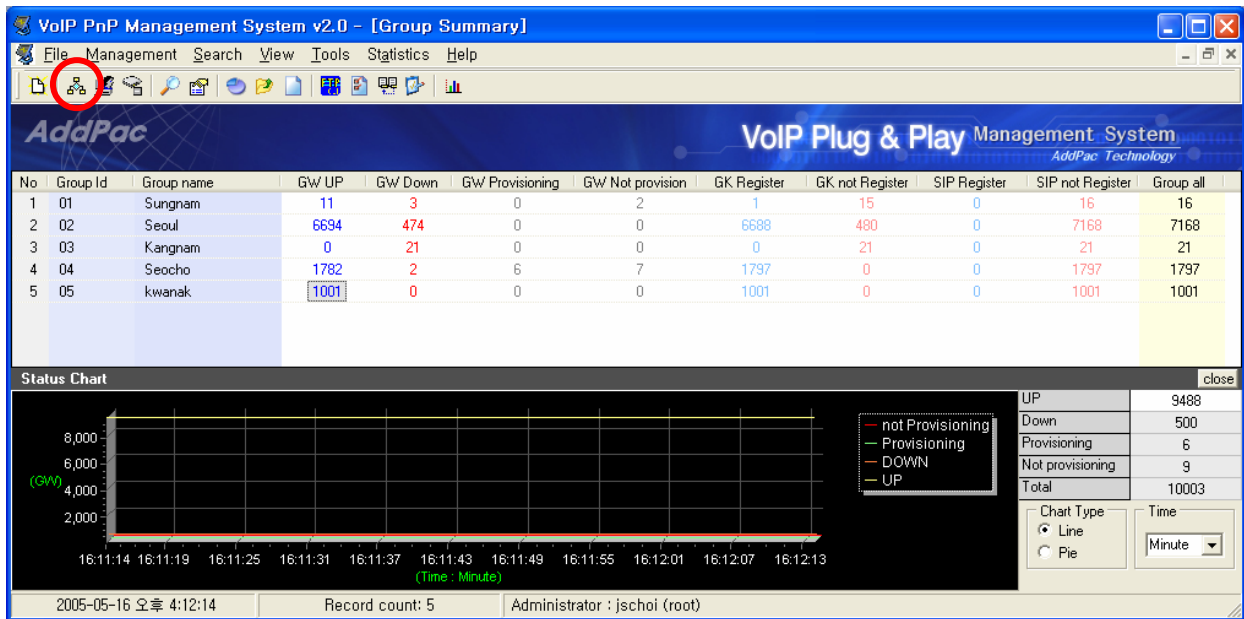 VoIP PnP Management System v2.0 - [Group Summary]
File Management Search View Tools Statistics Help
AddPac
VoIP Plug & Play Management System
AddPac Technology
No Group Id Group name GW UP GW Down GW Provisioning GW Not provision GK Register GK not Register SIP Register SIP not Register Group all
1 01 Sungnam 11 3 0 2 1 15 0 16 16
2 02 Seoul 6694 474 0 0 6688 480 0 7168 7168
3 03 Kangnam 0 21 0 0 0 21 0 21 21
4 04 Seocho 1782 2 6 7 1797 0 0 1797 1797
5 05 kwanak 1001 0 0 0 1001 0 0 1001 1001
Status Chart close
8,000
6,000
(GW)
4,000
2,000
16:11:14 16:11:19 16:11:25 16:11:31 16:11:37 16:11:43 16:11:49 16:11:55 16:12:01 16:12:07 16:12:13
(Time : Minute)
not Provisioning
Provisioning
DOWN
UP
UP 9488
Down 500
Provisioning 6
Not provisioning 9
Total 10003
Chart Type
Line
Pie
Time
Minute
2005-05-16 오후 4:12:14 Record count: 5 Administrator : jschoi (root)